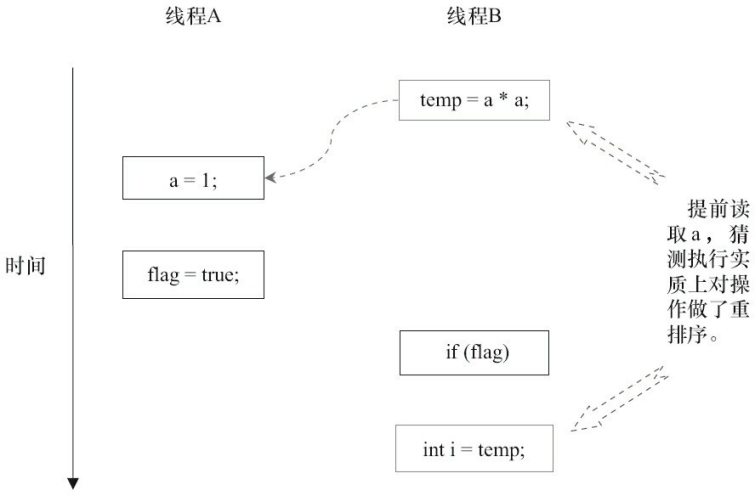 线程A
线程B
temp = a * a;
a = 1;
提前读
取a，猜
测执行实
质上对操
作做了重
排序。
时间
flag = true;
if (flag)
int i = temp;